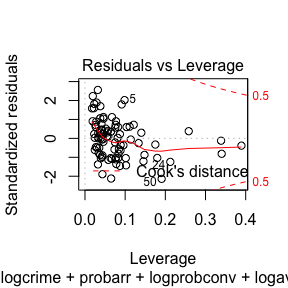 Residuals vs Leverage
Standardized residuals
2
0
-2
5
24
50
Cook's distance
0.5
0.5
0.0 0.1 0.2 0.3 0.4
Leverage
logcrime + probarr + logprobconv + logav